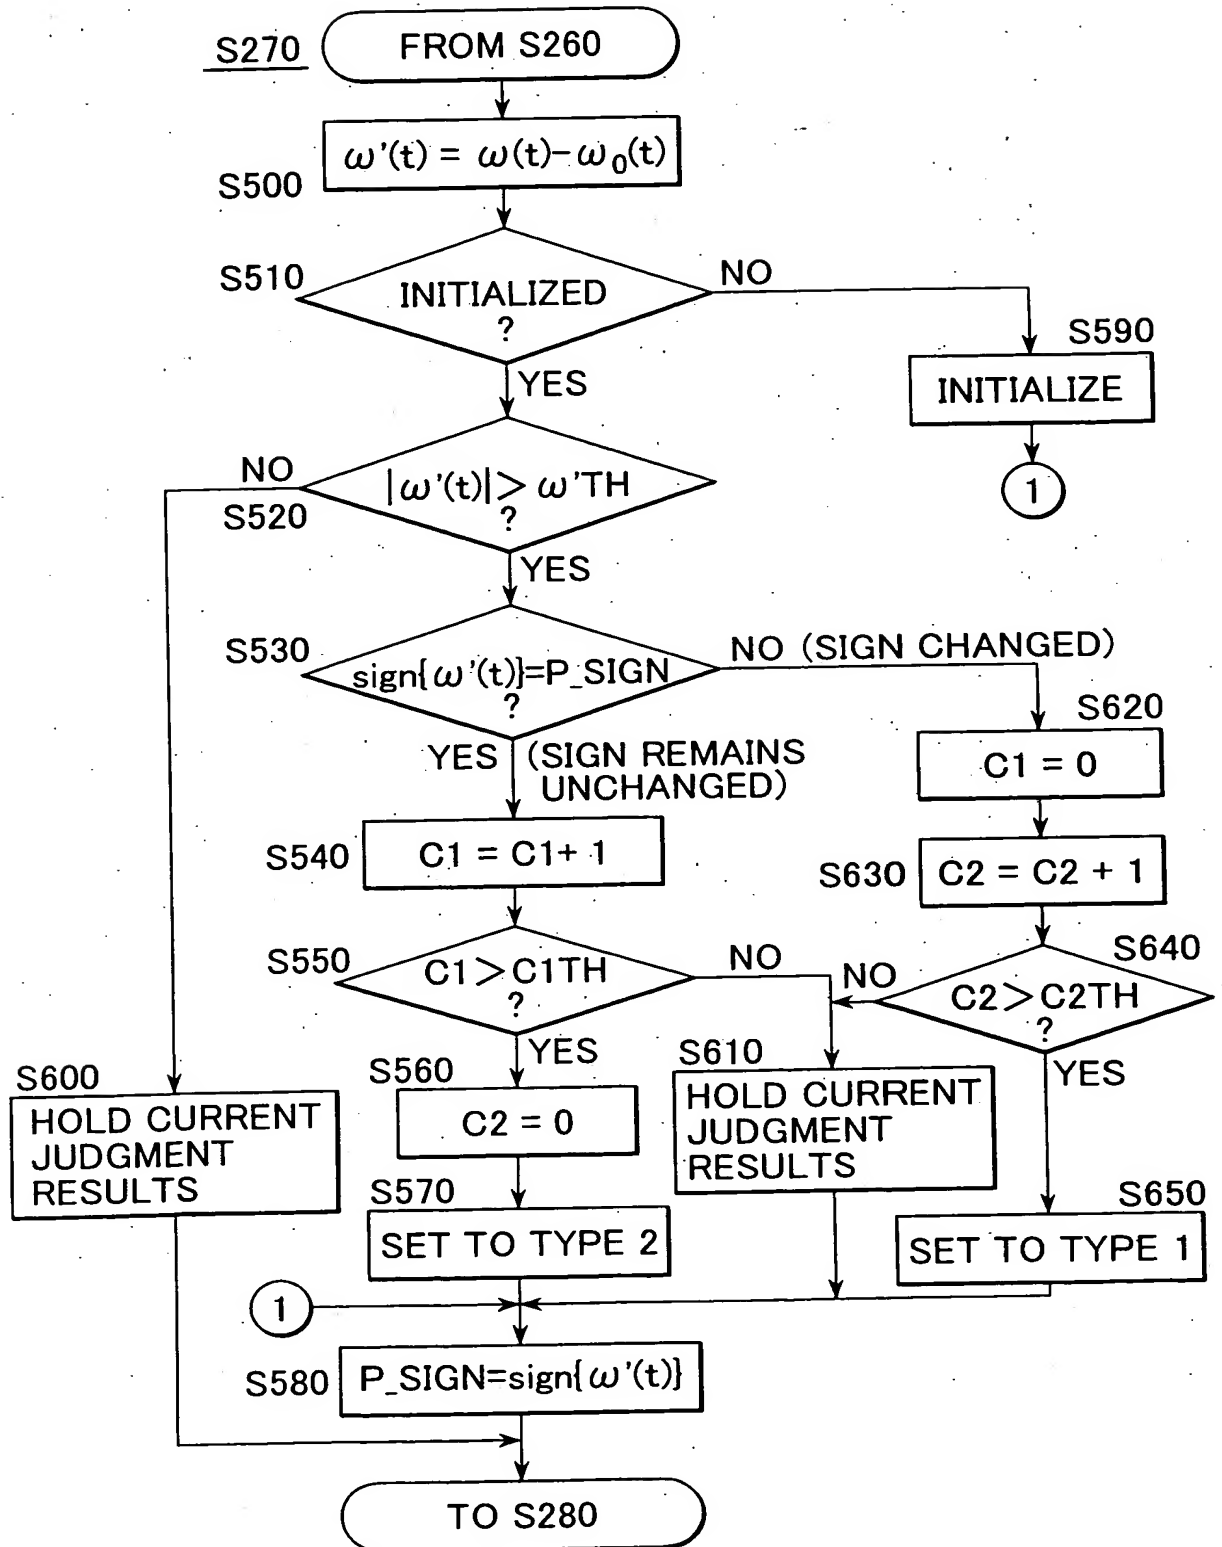 S270
FROM S260
ω'(t) = ω(t)-ω₀(t)
S500
S510
INITIALIZED
?
NO
S590
INITIALIZE
YES
1
NO
|ω'(t)|> ω'TH
?
S520
YES
S530
sign{ω'(t)}=P_SIGN
?
NO (SIGN CHANGED)
S620
C1 = 0
YES
(SIGN REMAINS
UNCHANGED)
S540
C1 = C1+ 1
S630
C2 = C2 + 1
S550
C1>C1TH
?
NO
NO
S640
C2>C2TH
?
YES
YES
S600
HOLD CURRENT
JUDGMENT
RESULTS
S560
C2 = 0
S610
HOLD CURRENT
JUDGMENT
RESULTS
S570
SET TO TYPE 2
S650
SET TO TYPE 1
1
S580
P_SIGN=sign{ω'(t)}
TO S280